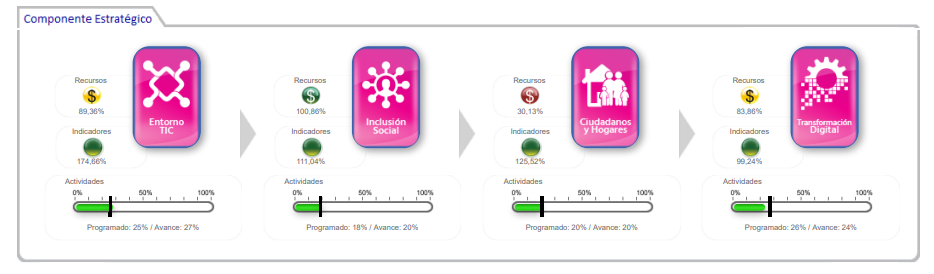 Componente Estratégico
Recursos
$
89,36%
Indicadores
174,66%
Entorno
TIC
Actividades
0% 50% 100%
Programado: 25% / Avance: 27%
Recursos
$
100,86%
Indicadores
111,04%
Inclusión
Social
Actividades
0% 50% 100%
Programado: 18% / Avance: 20%
Recursos
$
30,13%
Indicadores
125,52%
Ciudadanos
y Hogares
Actividades
0% 50% 100%
Programado: 20% / Avance: 20%
Recursos
$
83,86%
Indicadores
99,24%
Transformación
Digital
Actividades
0% 50% 100%
Programado: 26% / Avance: 24%